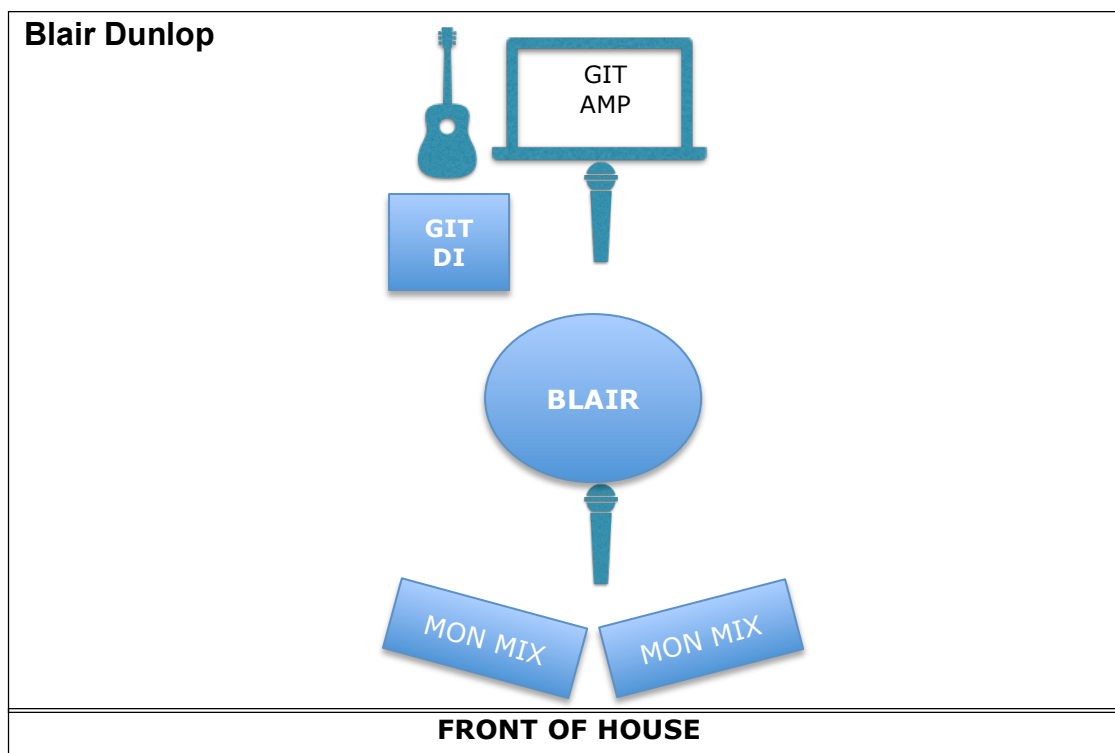 Blair Dunlop
GIT
AMP
GIT
DI
BLAIR
MON MIX
MON MIX
FRONT OF HOUSE